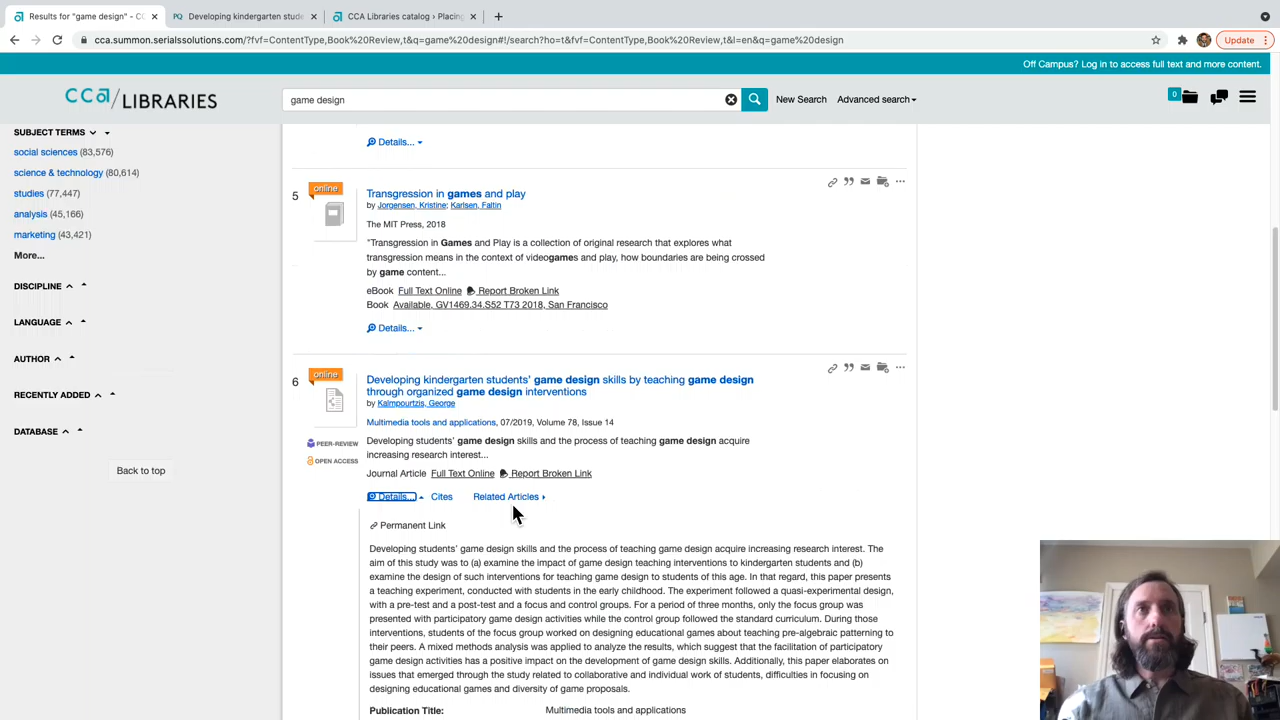 Results for "game design" - CC
Developing kindergarten stude
CCA Libraries catalog › Placing
cca.summon.serialssolutions.com/?fvf=ContentType,Book%20Review,t&q=game%20design#!/search?ho=t&fvf=ContentType,Book%20Review,t&l=en&q=game%20design
Update
Off Campus? Log in to access full text and more content.
cca/LIBRARIES
game design
New Search
Advanced search
0
SUBJECT TERMS
social sciences (83,576)
science & technology (80,614)
studies (77,447)
analysis (45,166)
marketing (43,421)
More...
DISCIPLINE
LANGUAGE
AUTHOR
RECENTLY ADDED
DATABASE
Back to top
Details...
5
online
Transgression in games and play
by Jorgensen, Kristine; Karlsen, Faltin
The MIT Press, 2018
"Transgression in Games and Play is a collection of original research that explores what
transgression means in the context of videogames and play, how boundaries are being crossed
by game content...
eBook Full Text Online Report Broken Link
Book Available, GV1469.34.S52 T73 2018, San Francisco
Details...
6
online
Developing kindergarten students' game design skills by teaching game design
through organized game design interventions
by Kalmpourtzis, George
Multimedia tools and applications, 07/2019, Volume 78, Issue 14
PEER-REVIEW
OPEN ACCESS
Developing students' game design skills and the process of teaching game design acquire
increasing research interest...
Journal Article Full Text Online Report Broken Link
Details... Cites Related Articles
Permanent Link
Developing students' game design skills and the process of teaching game design acquire increasing research interest. The
aim of this study was to (a) examine the impact of game design teaching interventions to kindergarten students and (b)
examine the design of such interventions for teaching game design to students of this age. In that regard, this paper presents
a teaching experiment, conducted with students in the early childhood. The experiment followed a quasi-experimental design,
with a pre-test and a post-test and a focus and control groups. For a period of three months, only the focus group was
presented with participatory game design activities while the control group followed the standard curriculum. During those
interventions, students of the focus group worked on designing educational games about teaching pre-algebraic patterning to
their peers. A mixed methods analysis was applied to analyze the results, which suggest that the facilitation of participatory
game design activities has a positive impact on the development of game design skills. Additionally, this paper elaborates on
issues that emerged through the study related to collaborative and individual work of students, difficulties in focusing on
designing educational games and diversity of game proposals.
Publication Title: Multimedia tools and applications